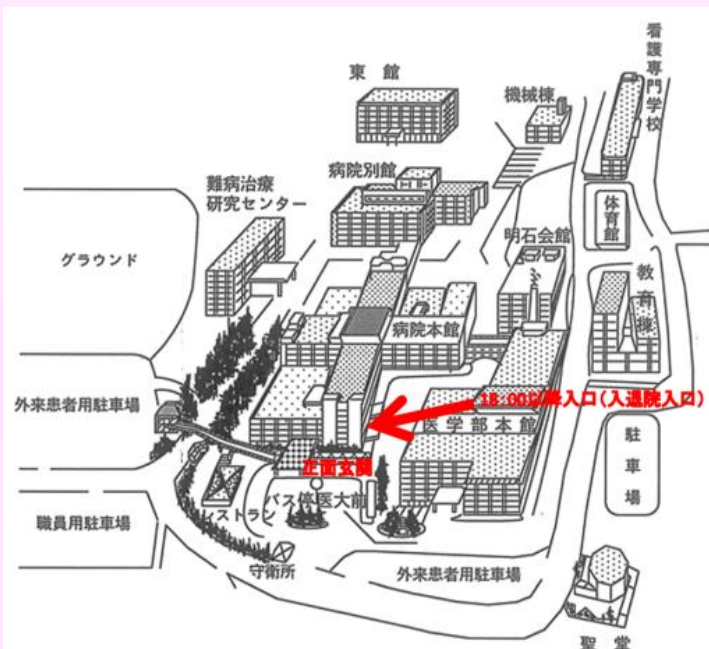 東館
機械棟
看護専門学校
病院別館
難病治療
研究センター
体育館
明石会館
グラウンド
教育棟
病院本館
18:00以降入口(入退院入口)
外来患者用駐車場
医学部本館
正面玄関
駐車場
バス停医大前
レストラン
職員用駐車場
守衛所
外来患者用駐車場
聖堂